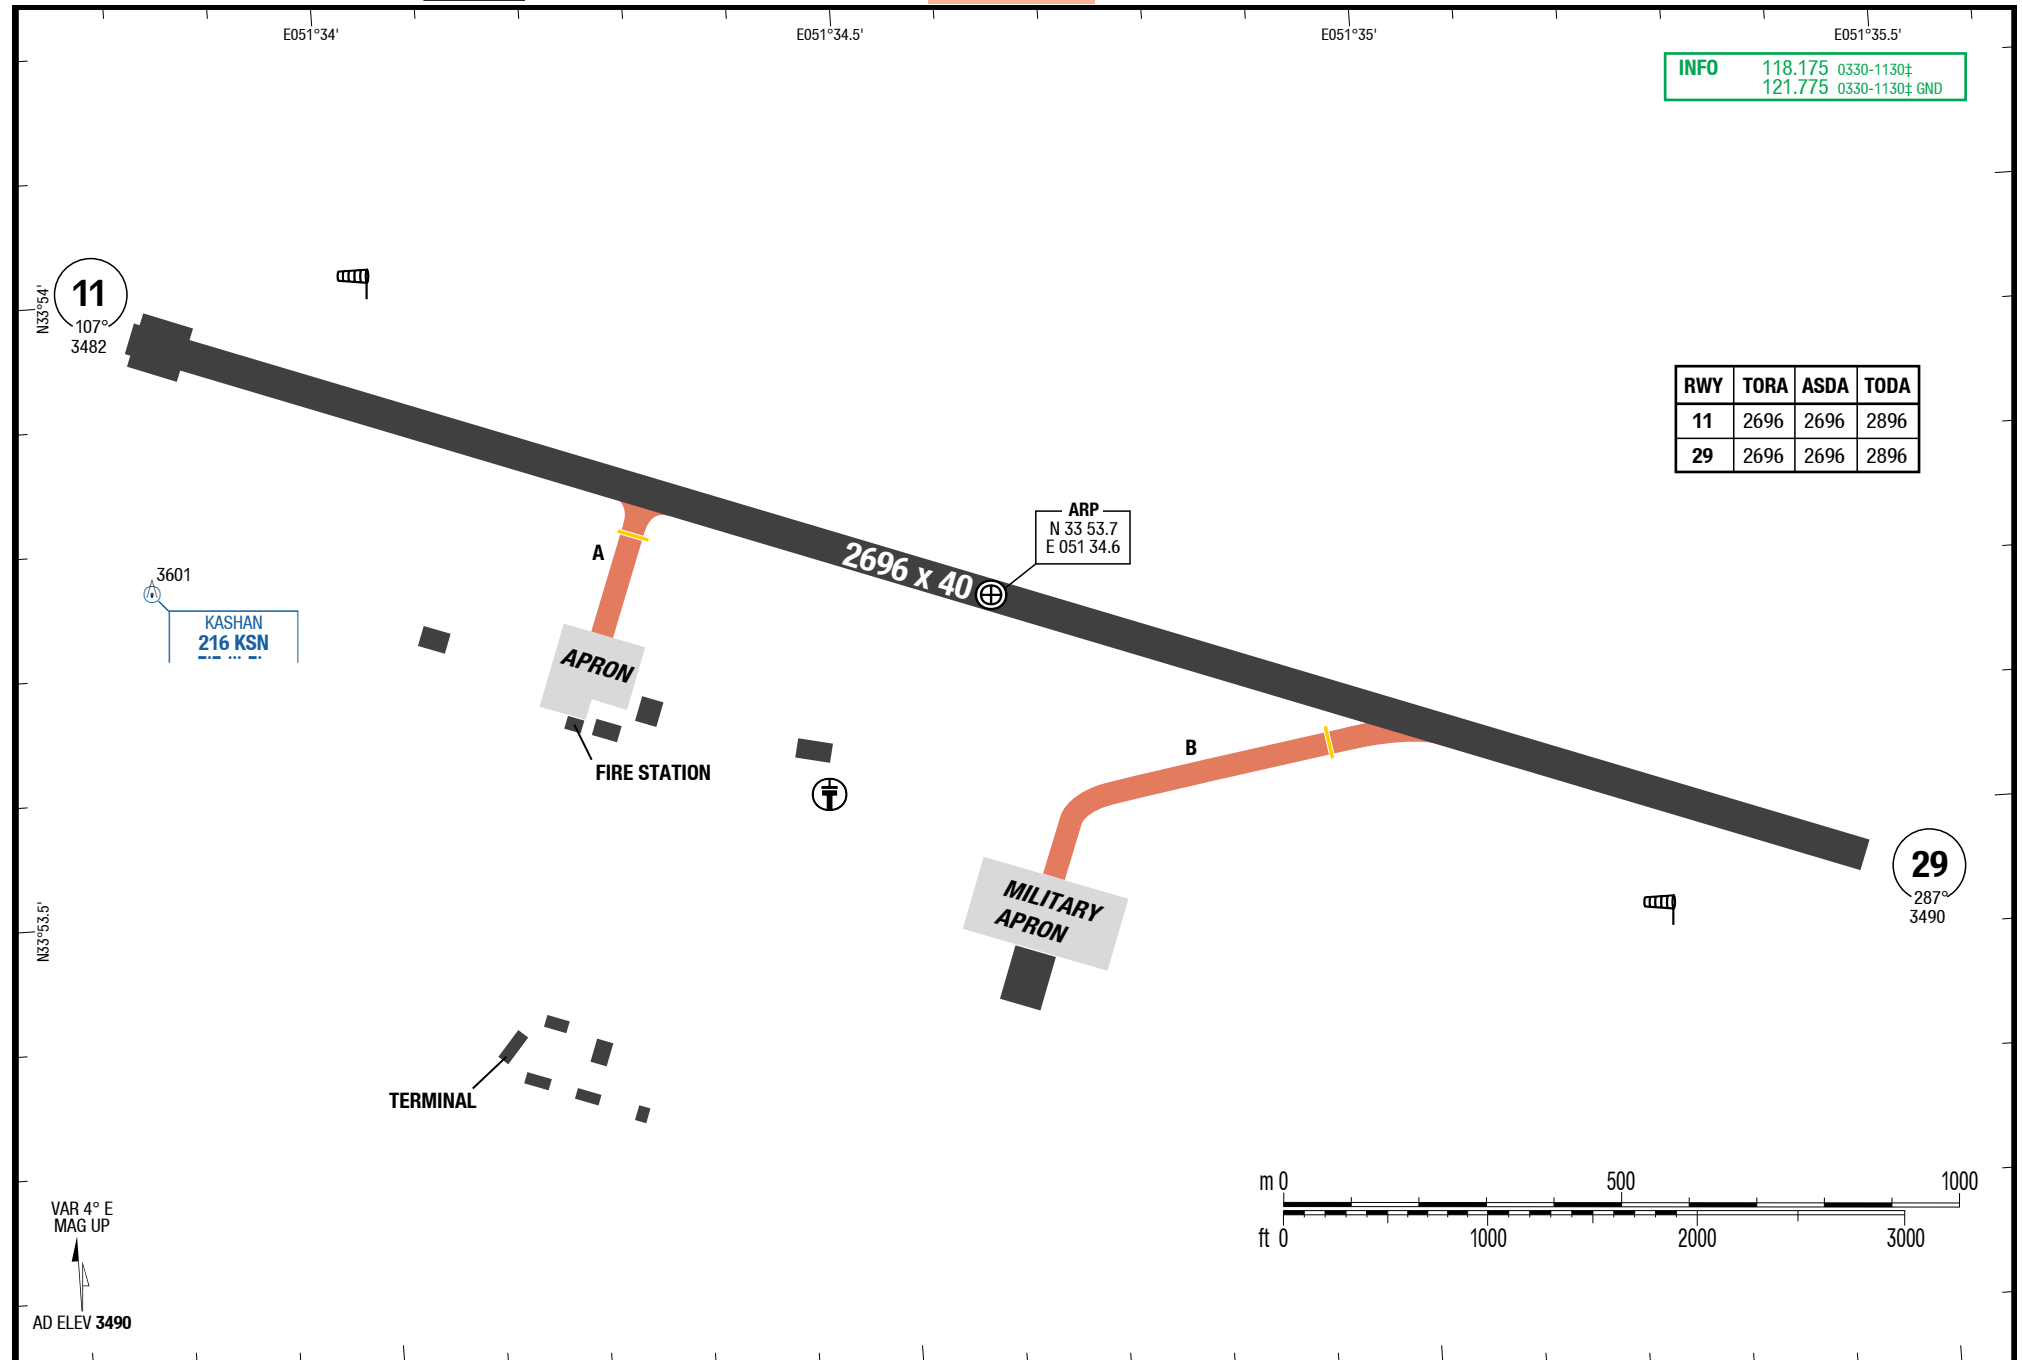 E051°34'
E051°34.5'
E051°35'
E051°35.5'
INFO 118.175 0330-1130‡
121.775 0330-1130‡ GND
N33°54'
11
107°
3482
RWY TORA ASDA TODA
11 2696 2696 2896
29 2696 2696 2896
ARP
N 33 53.7
E 051 34.6
2696 x 40
A
3601
KASHAN
216 KSN
APRON
FIRE STATION
B
T
MILITARY
APRON
29
287°
3490
N33°53.5'
TERMINAL
m 0 500 1000
ft 0 1000 2000 3000
VAR 4° E
MAG UP
AD ELEV 3490